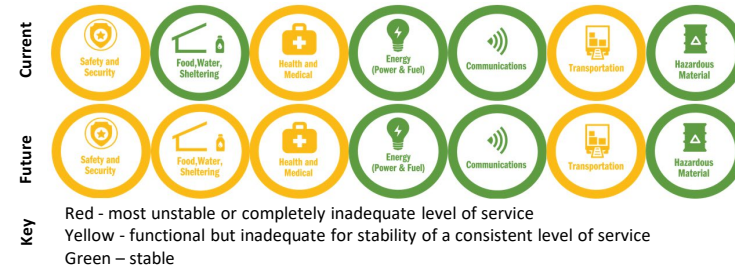 Current
Safety and
Security
Food,Water,
Sheltering
Health and
Medical
Energy
(Power & Fuel)
Communications
Transportation
Hazardous
Material
Future
Safety and
Security
Food,Water,
Sheltering
Health and
Medical
Energy
(Power & Fuel)
Communications
Transportation
Hazardous
Material
Key
Red - most unstable or completely inadequate level of service
Yellow - functional but inadequate for stability of a consistent level of service
Green – stable